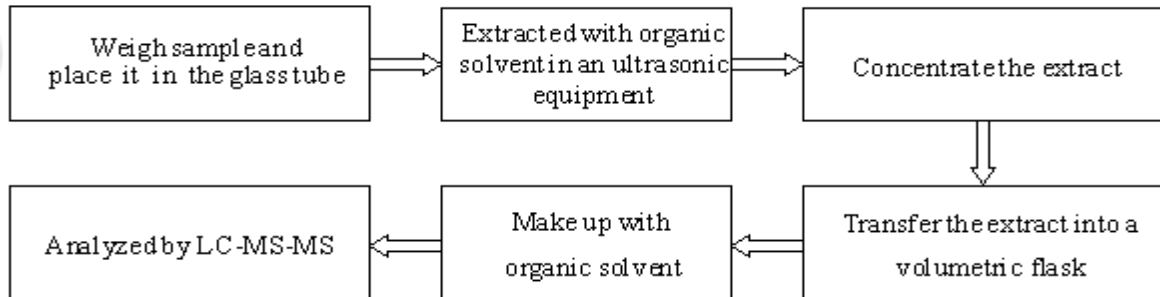 Weigh sample and
place it in the glass tube
Extracted with organic
solvent in an ultrasonic
equipment
Concentrate the extract
Transfer the extract into a
volumetric flask
Make up with
organic solvent
Analyzed by LC-MS-MS